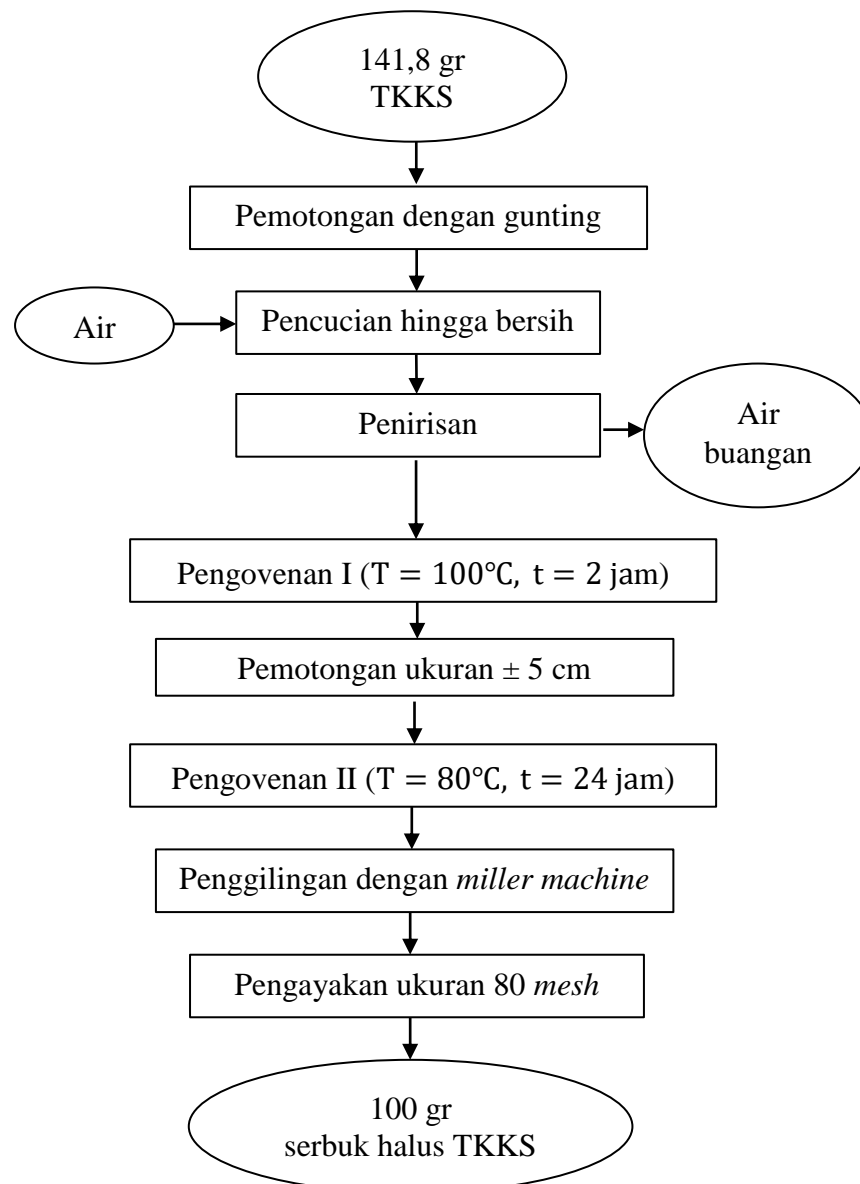 141,8 gr
TKKS
Pemotongan dengan gunting
Air
Pencucian hingga bersih
Penirisan
Air
buangan
Pengovenan I (T = 100°C, t = 2 jam)
Pemotongan ukuran ± 5 cm
Pengovenan II (T = 80°C, t = 24 jam)
Penggilingan dengan miller machine
Pengayakan ukuran 80 mesh
100 gr
serbuk halus TKKS